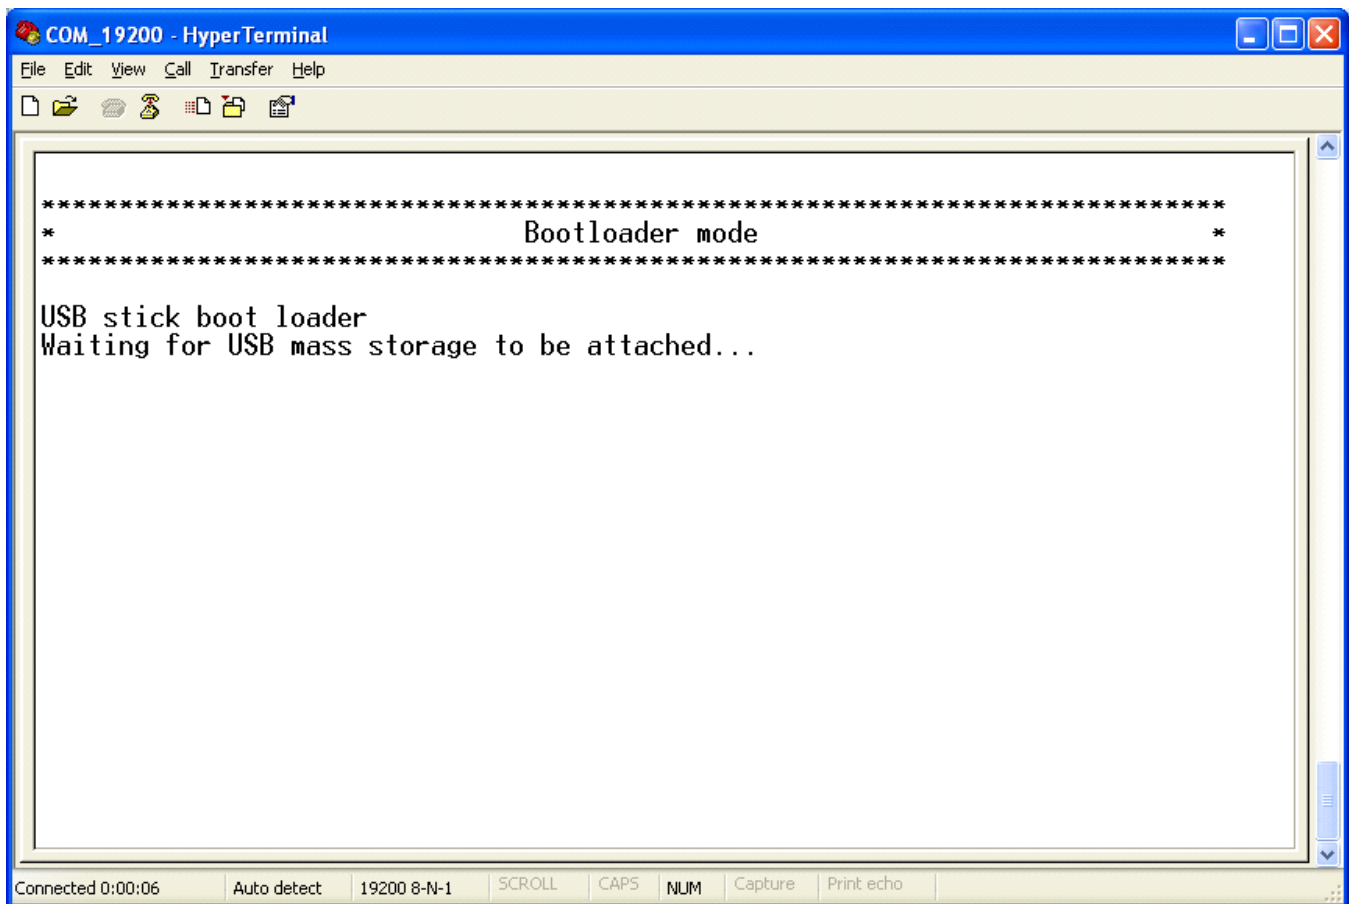 COM_19200 - HyperTerminal
File Edit View Call Transfer Help
****************************************************************************
* Bootloader mode *
****************************************************************************
USB stick boot loader
Waiting for USB mass storage to be attached...
Connected 0:00:06 Auto detect 19200 8-N-1 SCROLL CAPS NUM Capture Print echo